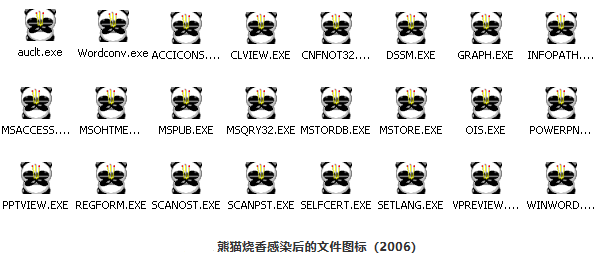 auclt.exe Wordconv.exe ACCICONS.... CLVIEW.EXE CNFNOT32.... DSSM.EXE GRAPH.EXE INFOPATH....
MSACCESS.... MSOHTME... MSPUB.EXE MSQRY32.EXE MSTORDB.EXE MSTORE.EXE OIS.EXE POWERPN...
PPTVIEW.EXE REGFORM.EXE SCANOST.EXE SCANPST.EXE SELFCERT.EXE SETLANG.EXE VPREVIEW.... WINWORD....
熊猫烧香感染后的文件图标（2006）